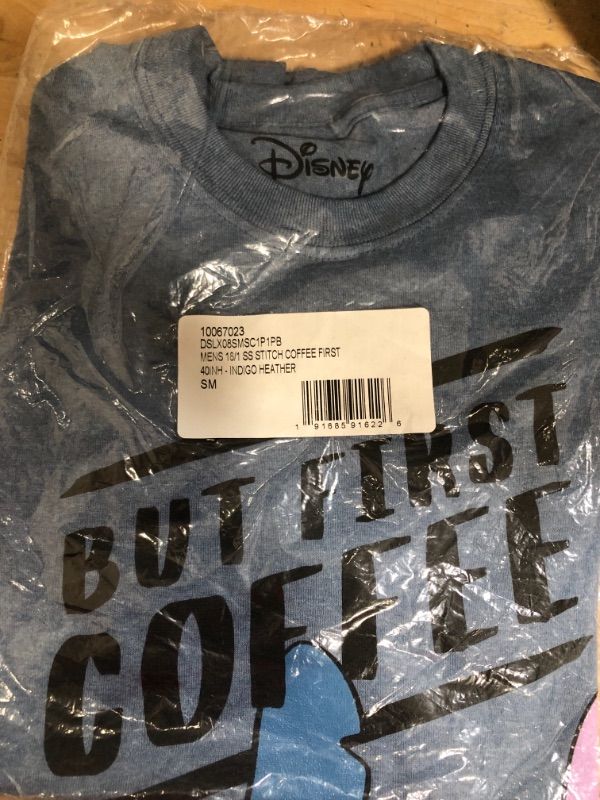 Disney
10067023
DSLX08SMSC1P1PB
MENS 18/1 SS STITCH COFFEE FIRST
40INH - INDIGO HEATHER
SM
1 91685 91622 6
BUT FIRST
COFFEE